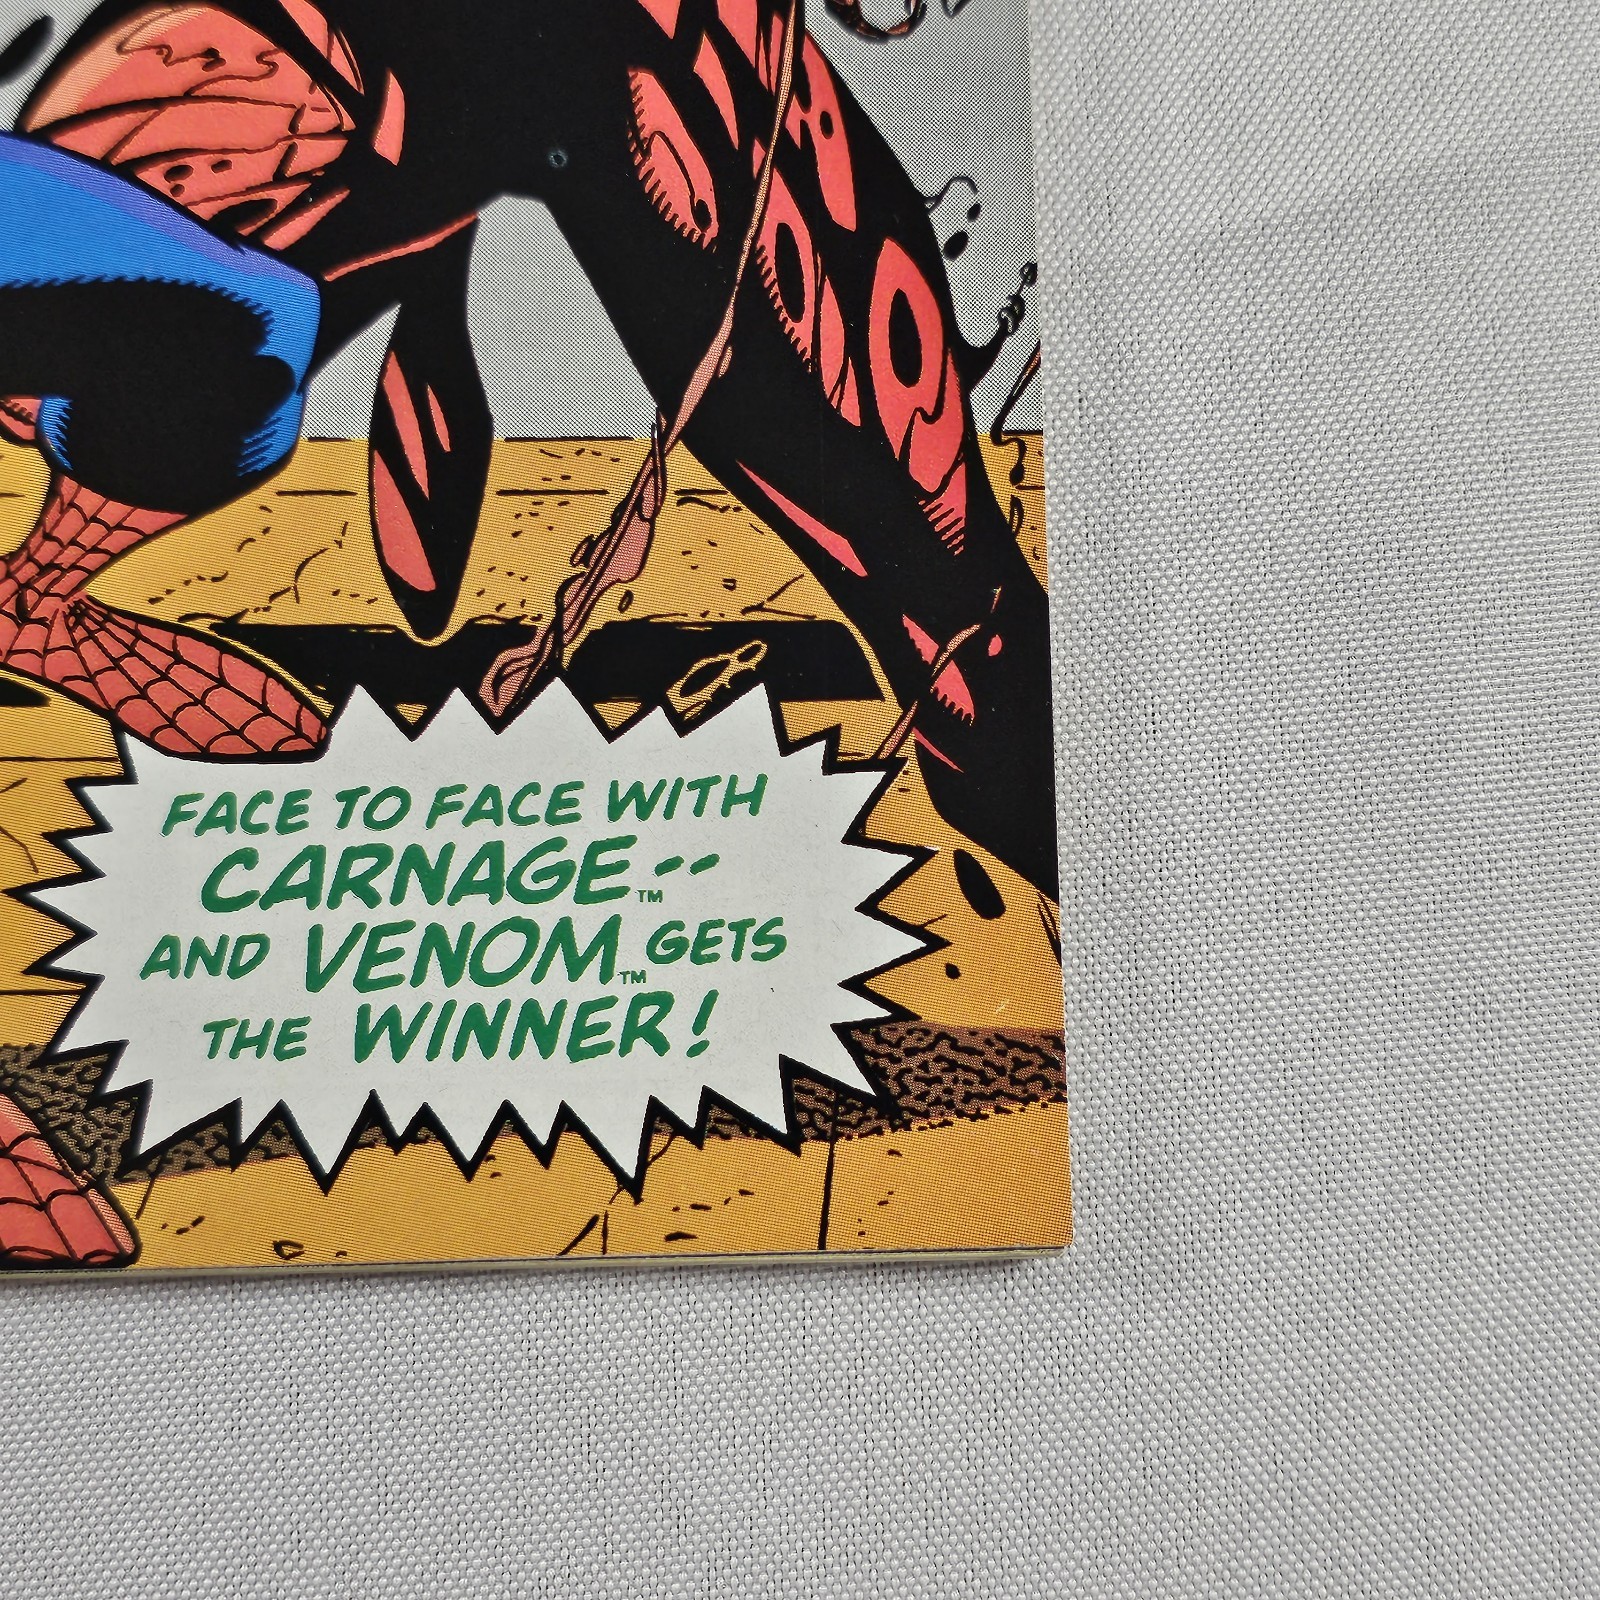 FACE TO FACE WITH
CARNAGE™--
AND VENOM™ GETS
THE WINNER!